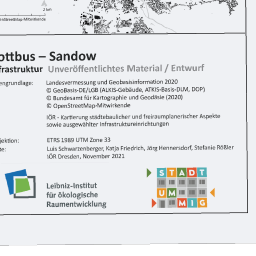 2 km
ottbus – Sandow
frastruktur Unveröffentlichtes Material / Entwurf
engrundlage: Landesvermessung und Geobasisinformation 2020
© GeoBasis-DE/LGB (ALKIS-Gebäude, ATKIS-Basis-DLM, DOP)
© Bundesamt für Kartographie und Geodäsie (2020)
© OpenStreetMap-Mitwirkende
IÖR - Kartierung städtebaulicher und freiraumplanerischer Aspekte
sowie ausgewählter Infrastruktureinrichtungen
jektion: ETRS 1989 UTM Zone 33
te: Luis Schwarzenberger, Katja Friedrich, Jörg Hennersdorf, Stefanie Rößler
IÖR Dresden, November 2021
Leibniz-Institut
für ökologische
Raumentwicklung
STADT
UM
MIG